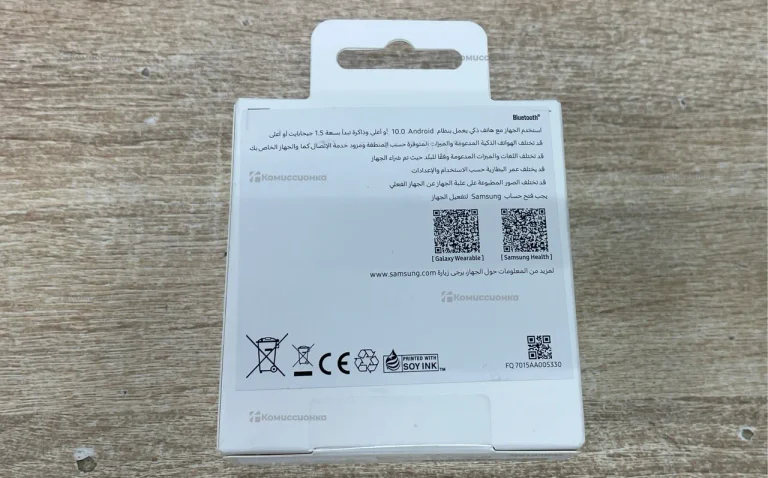 Комиссионка
Bluetooth®
استخدم الجهاز مع هاتف ذكي يعمل بنظام Android 10.0 أو أعلى وذاكرة تبدأ بسعة 1.5 جيجابايت أو أعلى
قد تختلف الهواتف الذكية المدعومة والميزات المتوفرة حسب المنطقة ومزود خدمة الإتصال كما والجهاز الخاص بك
قد تختلف اللغات والميزات المدعومة وفقًا للبلد حيث تم شراء الجهاز
قد يختلف عمر البطارية حسب الاستخدام والإعدادات
Комиссионка
قد تختلف الصور المطبوعة على علبة الجهاز عن الجهاز الفعلي
يجب فتح حساب Samsung لتفعيل الجهاز
[ Galaxy Wearable ] [ Samsung Health ]
لمزيد من المعلومات حول الجهاز، يرجى زيارة www.samsung.com
Комиссионка
CE
PRINTED WITH
SOY INK™
FQ 7015AA005330
Комиссионка